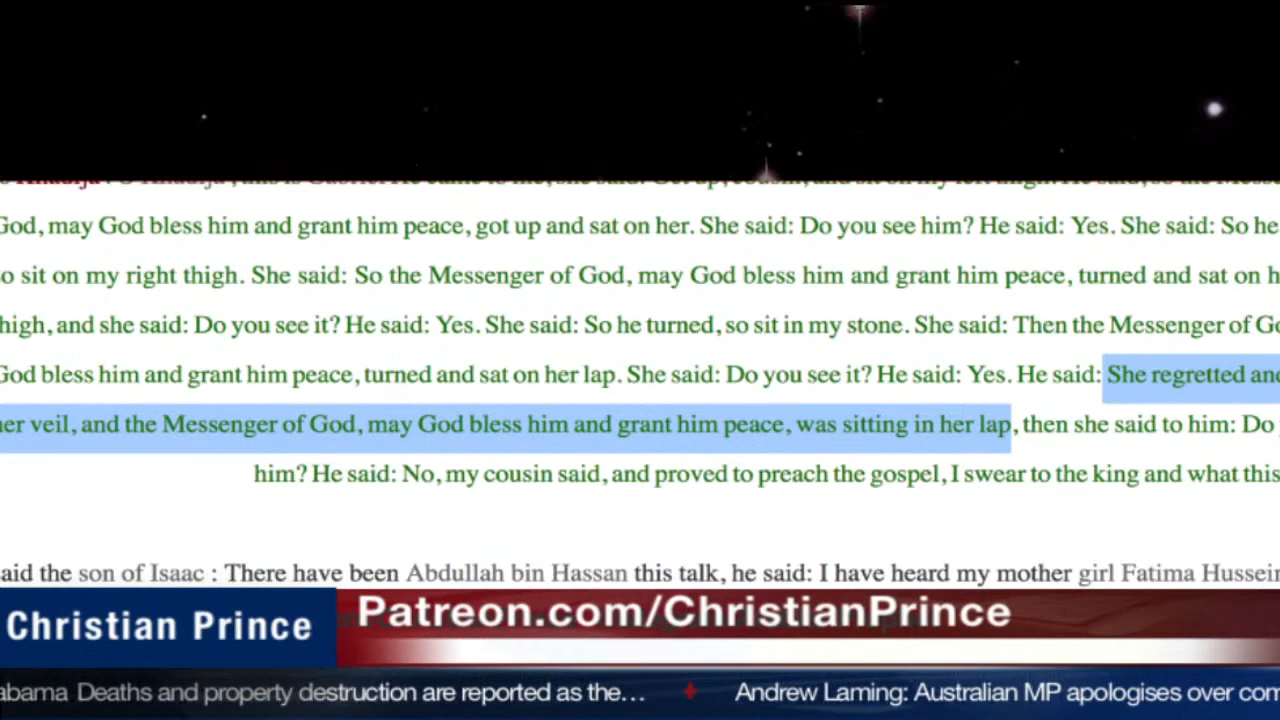 God, may God bless him and grant him peace, got up and sat on her. She said: Do you see him? He said: Yes. She said: So he
so sit on my right thigh. She said: So the Messenger of God, may God bless him and grant him peace, turned and sat on h
high, and she said: Do you see it? He said: Yes. She said: So he turned, so sit in my stone. She said: Then the Messenger of Go
God bless him and grant him peace, turned and sat on her lap. She said: Do you see it? He said: Yes. He said: She regretted and
her veil, and the Messenger of God, may God bless him and grant him peace, was sitting in her lap, then she said to him: Do
him? He said: No, my cousin said, and proved to preach the gospel, I swear to the king and what this
aid the son of Isaac : There have been Abdullah bin Hassan this talk, he said: I have heard my mother girl Fatima Hussein
Patreon.com/ChristianPrince
Christian Prince
abama Deaths and property destruction are reported as the… Andrew Laming: Australian MP apologises over com